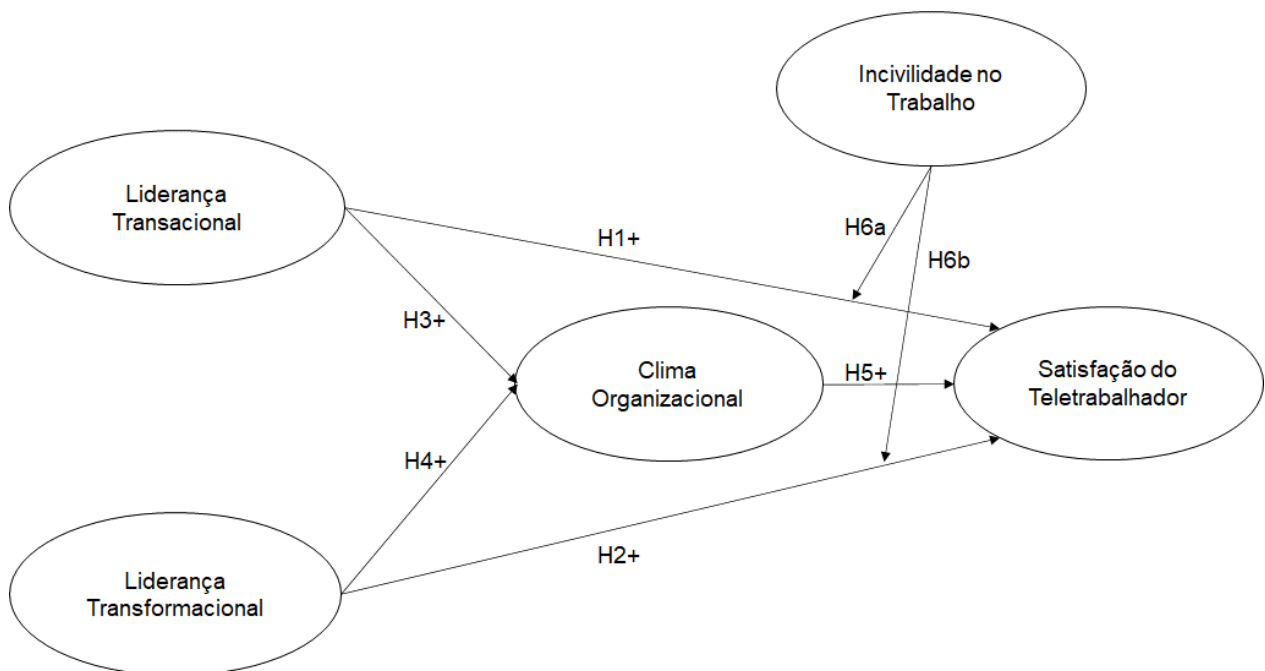 Incivilidade no
Trabalho
Liderança
Transacional
H1+
H6a
H6b
H3+
Clima
Organizacional
H5+
Satisfação do
Teletrabalhador
H4+
H2+
Liderança
Transformacional